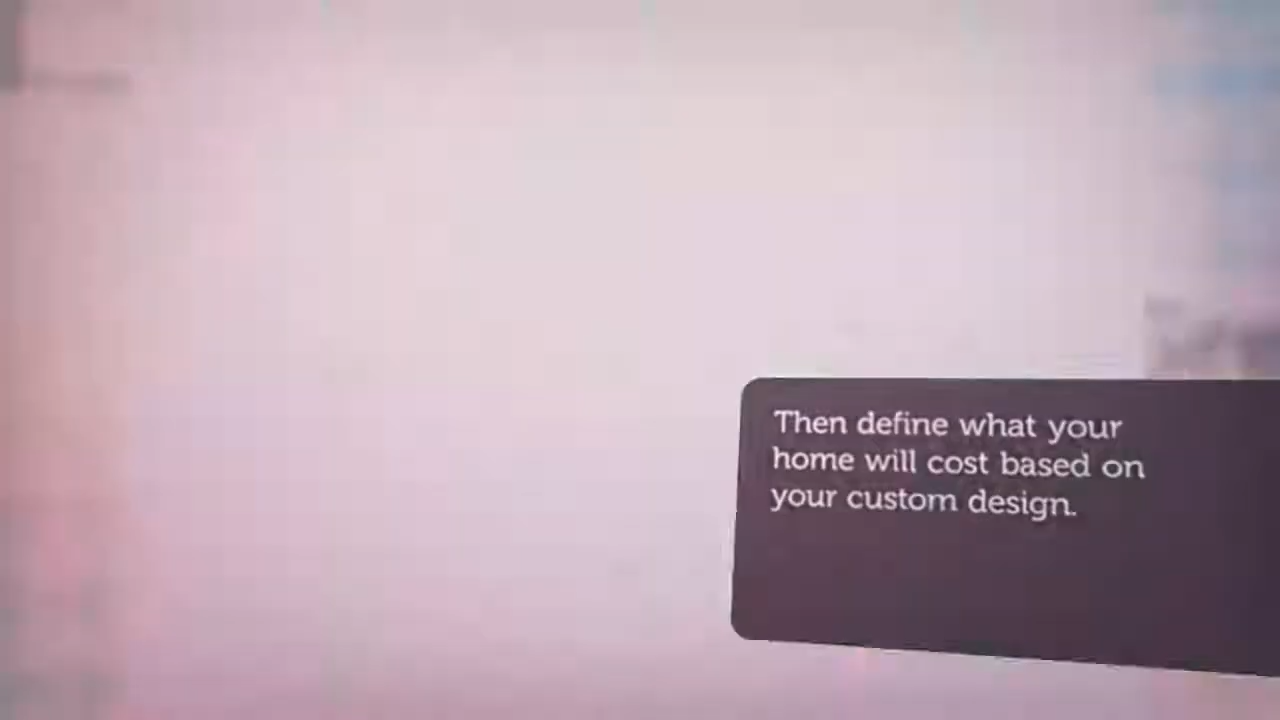 Then define what your
home will cost based on
your custom design.